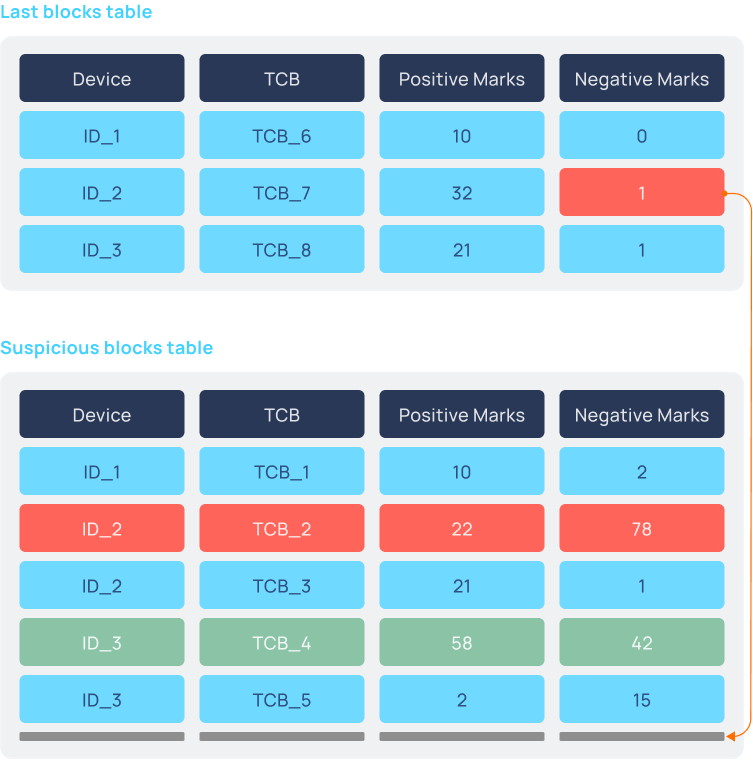 Last blocks table
Device TCB Positive Marks Negative Marks
ID_1 TCB_6 10 0
ID_2 TCB_7 32 1
ID_3 TCB_8 21 1
Suspicious blocks table
Device TCB Positive Marks Negative Marks
ID_1 TCB_1 10 2
ID_2 TCB_2 22 78
ID_2 TCB_3 21 1
ID_3 TCB_4 58 42
ID_3 TCB_5 2 15